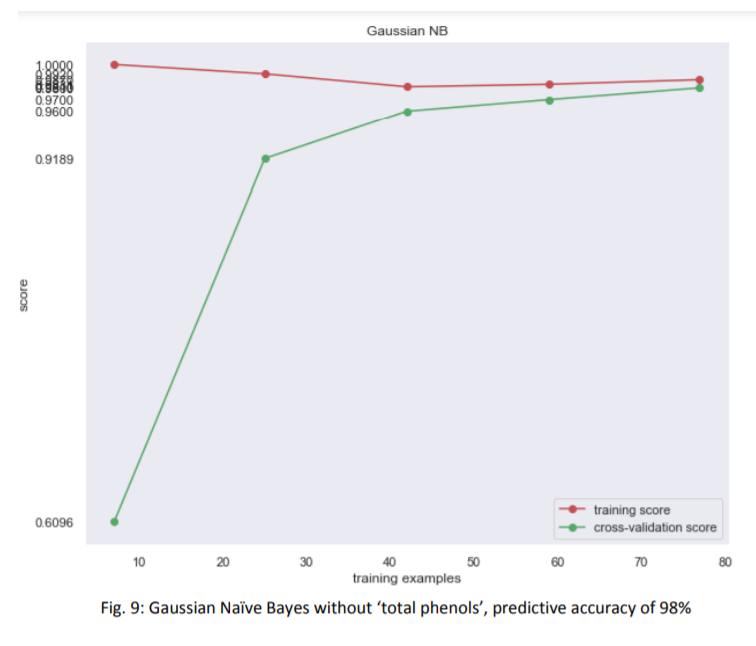 Gaussian NB
1.0000
0.9700
0.9600
0.9189
0.6096
score
10 20 30 40 50 60 70 80
training examples
training score
cross-validation score
Fig. 9: Gaussian Naïve Bayes without ‘total phenols’, predictive accuracy of 98%